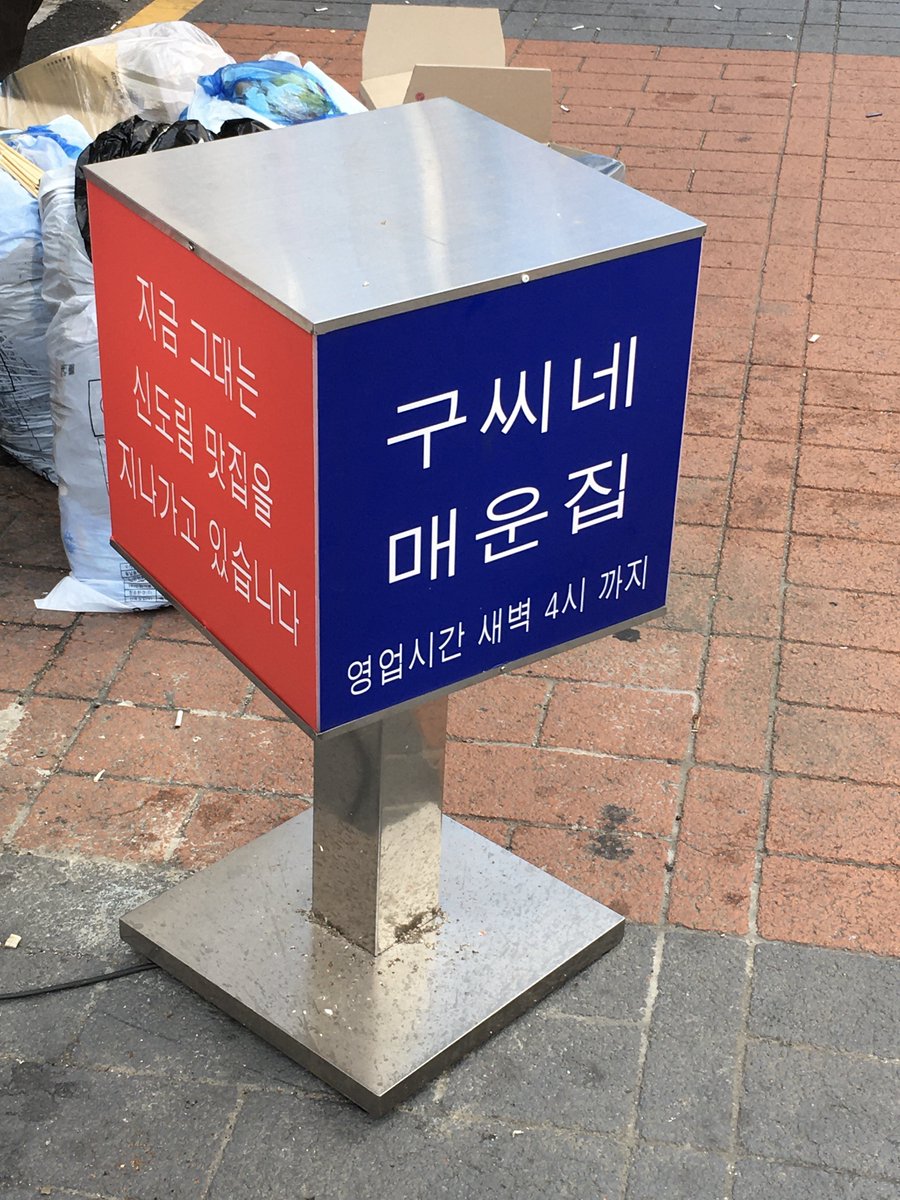 지금 그대는
신도림 맛집을
지나가고 있습니다
구씨네
매운집
영업시간 새벽 4시 까지